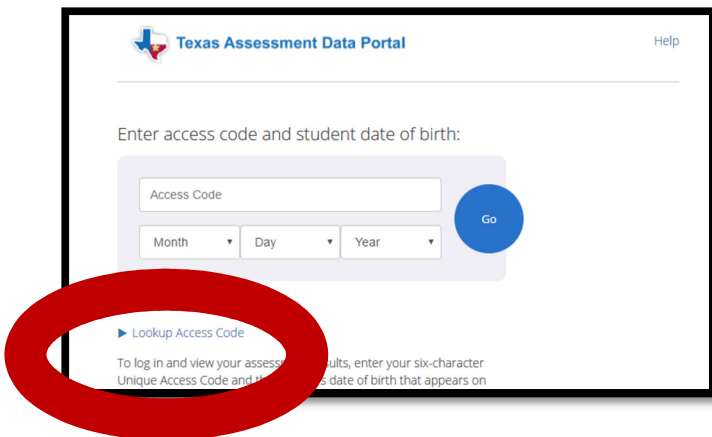 Texas Assessment Data Portal
Help
Enter access code and student date of birth:
Access Code
Go
Month Day Year
Lookup Access Code
To log in and view your assess ults, enter your six-character
Unique Access Code and th s date of birth that appears on